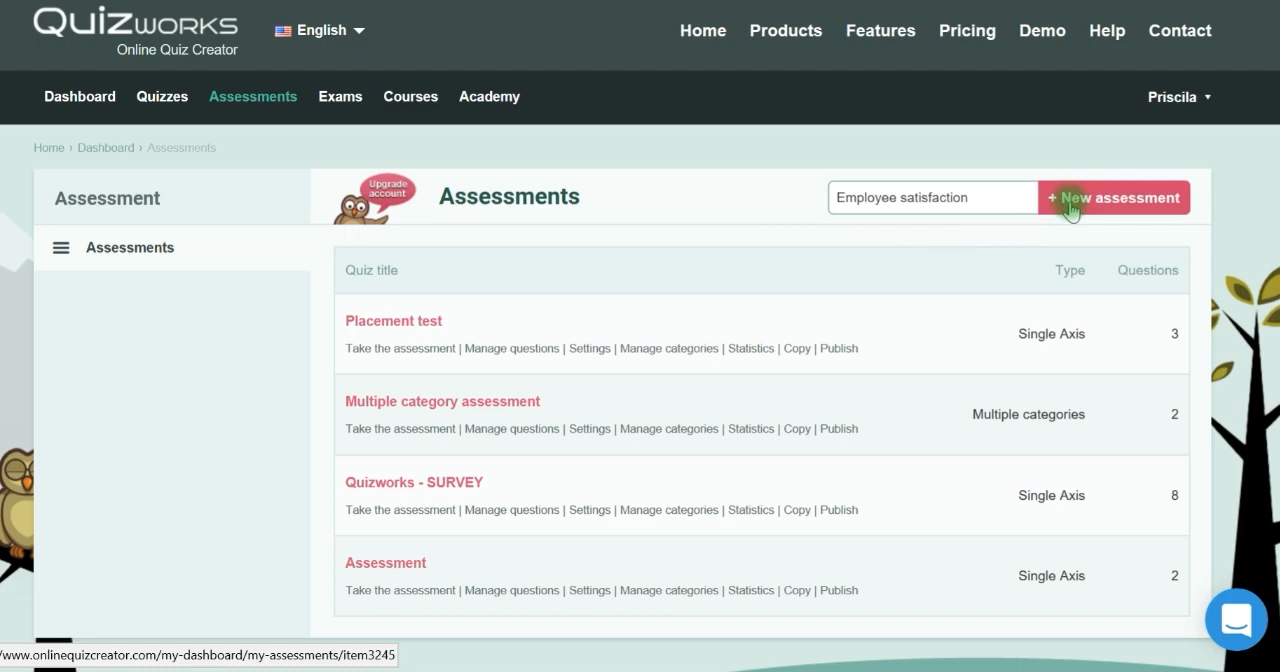 QUIZWORKS
Online Quiz Creator
English
Home Products Features Pricing Demo Help Contact
Dashboard Quizzes Assessments Exams Courses Academy
Priscila
Home › Dashboard › Assessments
Assessment
Upgrade
account
Assessments
Employee satisfaction
+ New assessment
Assessments
Quiz title Type Questions
Placement test
Single Axis 3
Take the assessment | Manage questions | Settings | Manage categories | Statistics | Copy | Publish
Multiple category assessment
Multiple categories 2
Take the assessment | Manage questions | Settings | Manage categories | Statistics | Copy | Publish
Quizworks - SURVEY
Single Axis 8
Take the assessment | Manage questions | Settings | Manage categories | Statistics | Copy | Publish
Assessment
Single Axis 2
Take the assessment | Manage questions | Settings | Manage categories | Statistics | Copy | Publish
/www.onlinequizcreator.com/my-dashboard/my-assessments/item3245